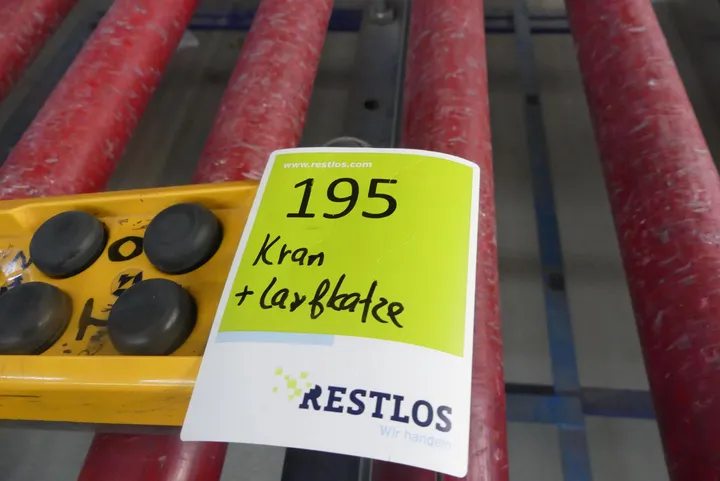 www.restlos.com
195
Kran
+ Laufkatze
RESTLOS
Wir handeln
O
I